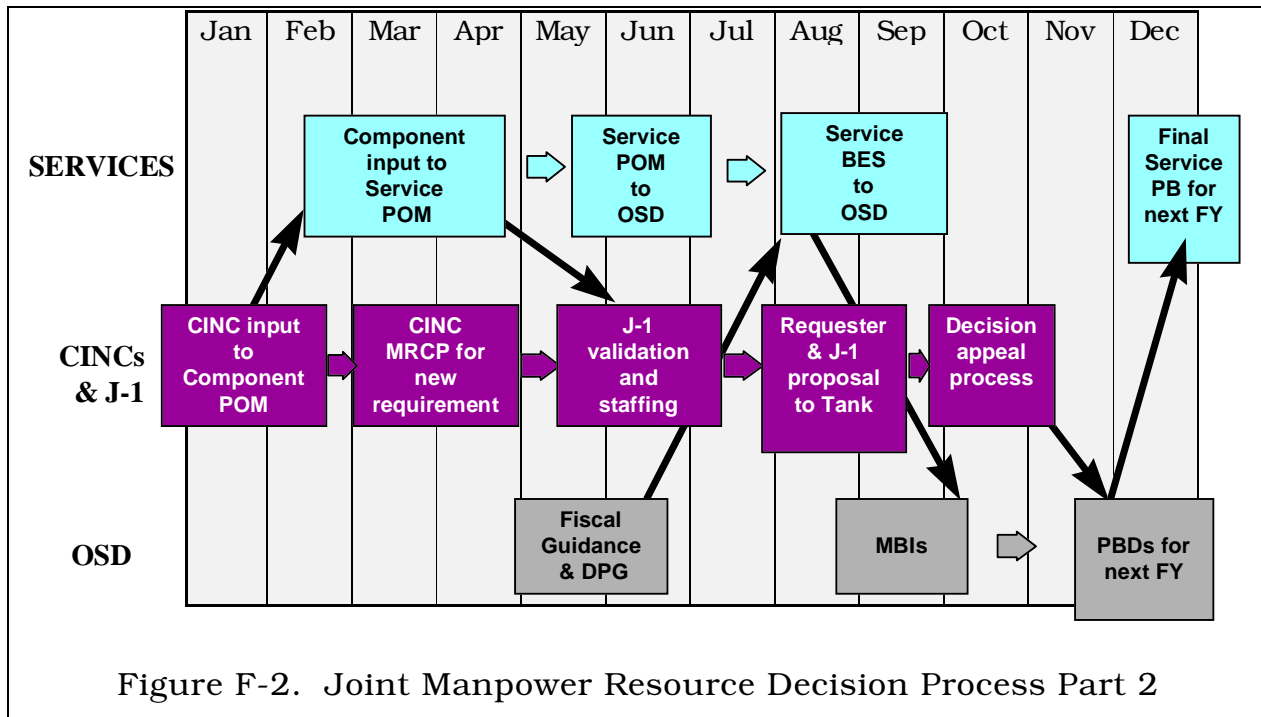 Jan Feb Mar Apr May Jun Jul Aug Sep Oct Nov Dec
SERVICES
Component
input to
Service
POM
Service
POM
to
OSD
Service
BES
to
OSD
Final
Service
PB for
next FY
CINCs
& J-1
CINC input
to
Component
POM
CINC
MRCP for
new
requirement
J-1
validation
and
staffing
Requester
& J-1
proposal
to Tank
Decision
appeal
process
OSD
Fiscal
Guidance
& DPG
MBIs
PBDs for
next FY
Figure F-2. Joint Manpower Resource Decision Process Part 2